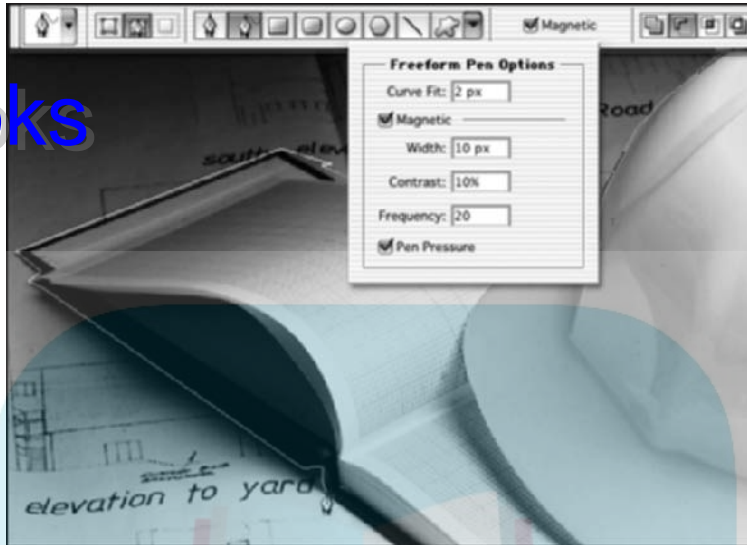 Magnetic
Freeform Pen Options
Curve Fit: 2 px
Magnetic
Width: 10 px
Contrast: 10%
Frequency: 20
Pen Pressure
Road
oks
south elev
elevation to yard